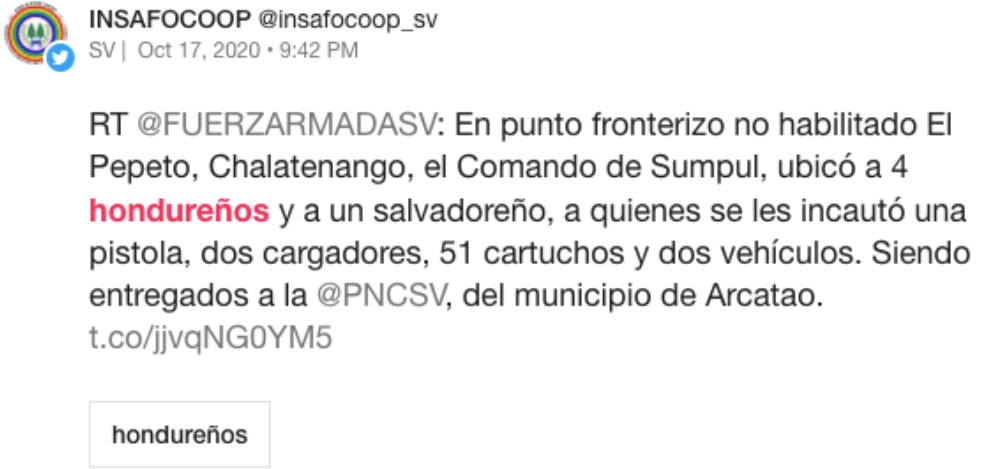 INSAFOCOOP @insafocoop_sv
SV | Oct 17, 2020 • 9:42 PM
RT @FUERZARMADASV: En punto fronterizo no habilitado El
Pepeto, Chalatenango, el Comando de Sumpul, ubicó a 4
hondureños y a un salvadoreño, a quienes se les incautó una
pistola, dos cargadores, 51 cartuchos y dos vehículos. Siendo
entregados a la @PNCSV, del municipio de Arcatao.
t.co/jjvqNG0YM5
hondureños